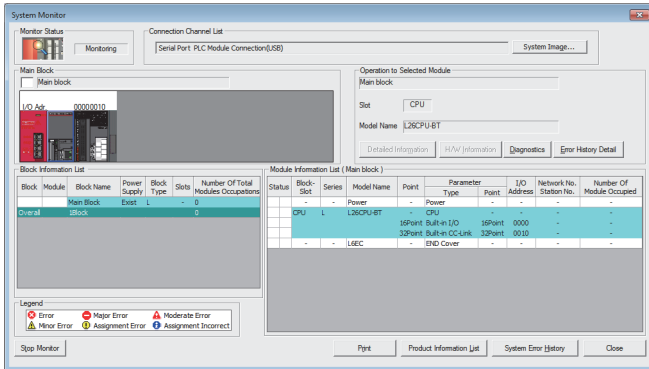 System Monitor
Monitor Status
Monitoring
Connection Channel List
Serial Port PLC Module Connection(USB)
System Image...
Main Block
Main block
I/O Adr. 00000010
Operation to Selected Module
Main block
Slot CPU
Model Name L26CPU-BT
Detailed Information H/W Information Diagnostics Error History Detail
Block Information List
Block Module Block Name Power Supply Block Type Slots Number Of Total Modules Occupations
Main Block Exist L - 0
Overall 1Block 0
Module Information List (Main block)
Status Block-Slot Series Model Name Point Parameter Type Point I/O Address Network No. Station No. Number Of Module Occupied
- - Power - Power - - - -
CPU L L26CPU-BT - CPU - - - -
16Point Built-in I/O 16Point 0000 - -
32Point Built-in CC-Link 32Point 0010 - -
- - L6EC - END Cover - - - -
Legend
Error Major Error Moderate Error
Minor Error Assignment Error Assignment Incorrect
Stop Monitor Print Product Information List System Error History Close